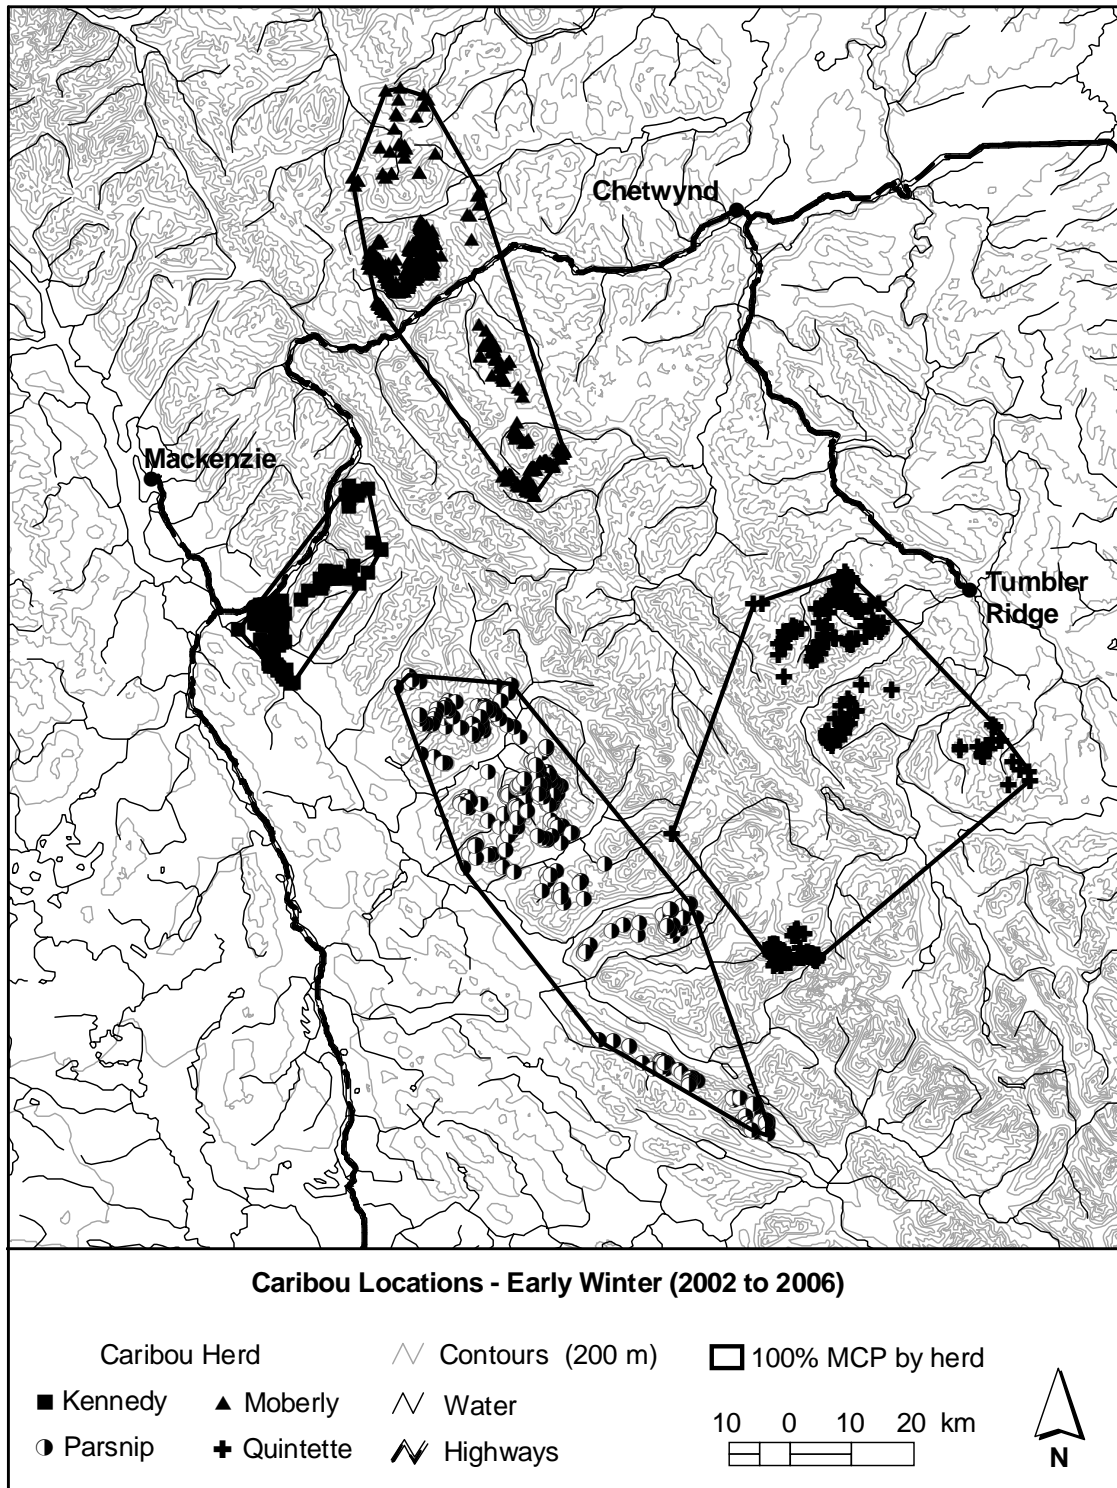 Chetwynd
Mackenzie
Tumbler
Ridge
Caribou Locations - Early Winter (2002 to 2006)
Caribou Herd
Contours (200 m)
100% MCP by herd
Kennedy
Moberly
Water
Parsnip
Quintette
Highways
10 0 10 20 km
N